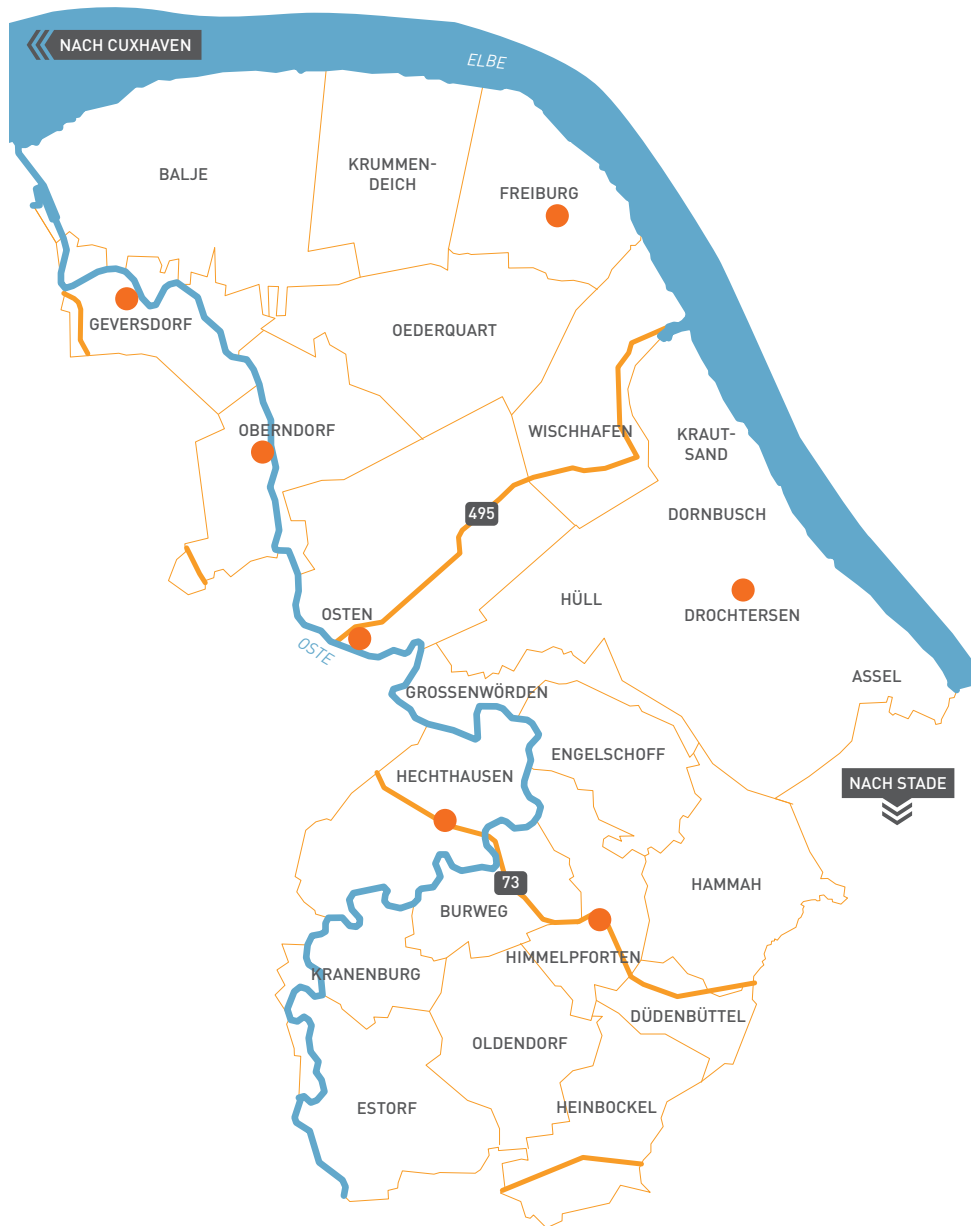 NACH CUXHAVEN
ELBE
BALJE
KRUMMEN-
DEICH
FREIBURG
GEVERSDORF
OEDERQUART
OBERNDORF
WISCHHAFEN
KRAUT-
SAND
495
DORNBUSCH
HÜLL
OSTEN
DROCHTERSEN
OSTE
ASSEL
GROSSENWÖRDEN
ENGELSCHOFF
HECHTHAUSEN
NACH STADE
73
HAMMAH
BURWEG
HIMMELPFORTEN
KRANENBURG
DÜDENBÜTTEL
OLDENDORF
ESTORF
HEINBOCKEL